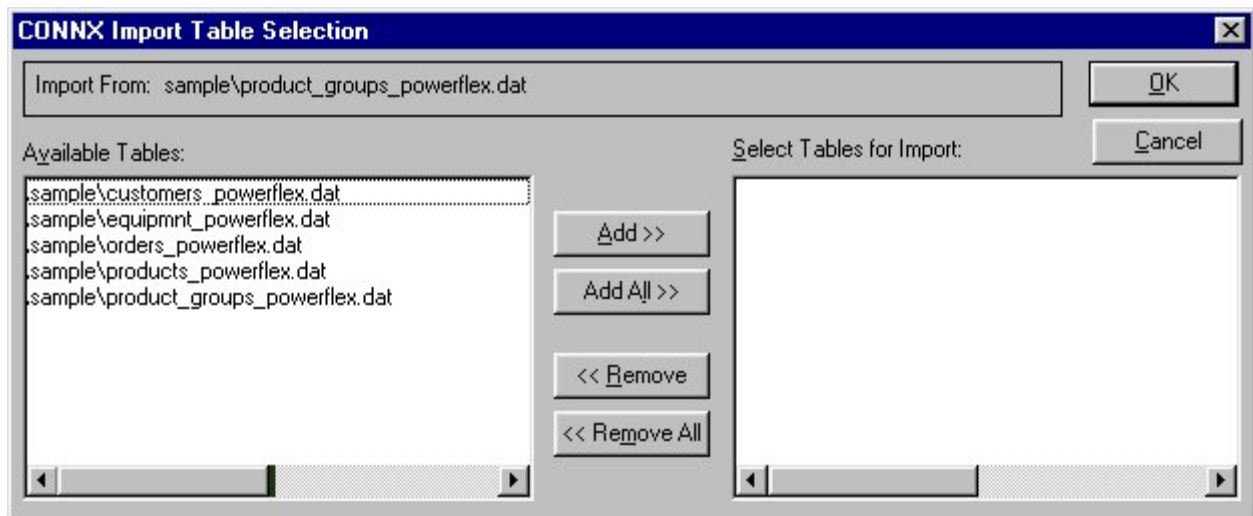 CONNX Import Table Selection
Import From: sample\product_groups_powerflex.dat
OK
Cancel
Available Tables:
Select Tables for Import:
.sample\customers_powerflex.dat
.sample\equipmnt_powerflex.dat
.sample\orders_powerflex.dat
.sample\products_powerflex.dat
.sample\product_groups_powerflex.dat
Add >>
Add All >>
<< Remove
<< Remove All